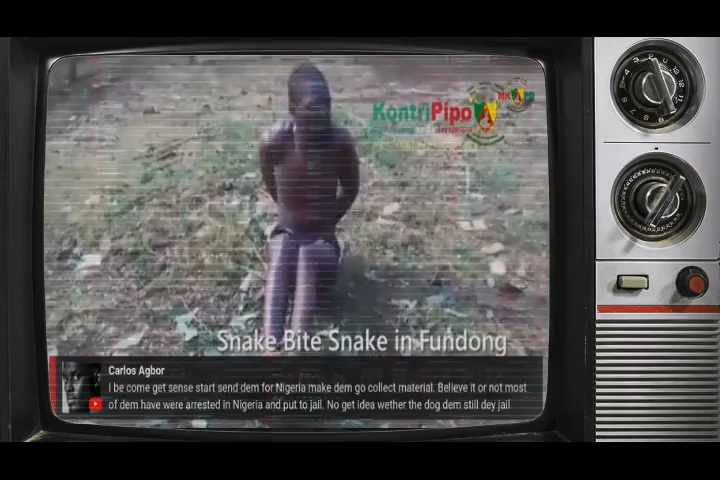 KontriPipo
Snake Bite Snake in Fundong
Carlos Agbor
I be come get sense start send dem for Nigeria make dem go collect material. Believe it or not most
of dem have were arrested in Nigeria and put to jail. No get idea wether the dog dem still dey jail